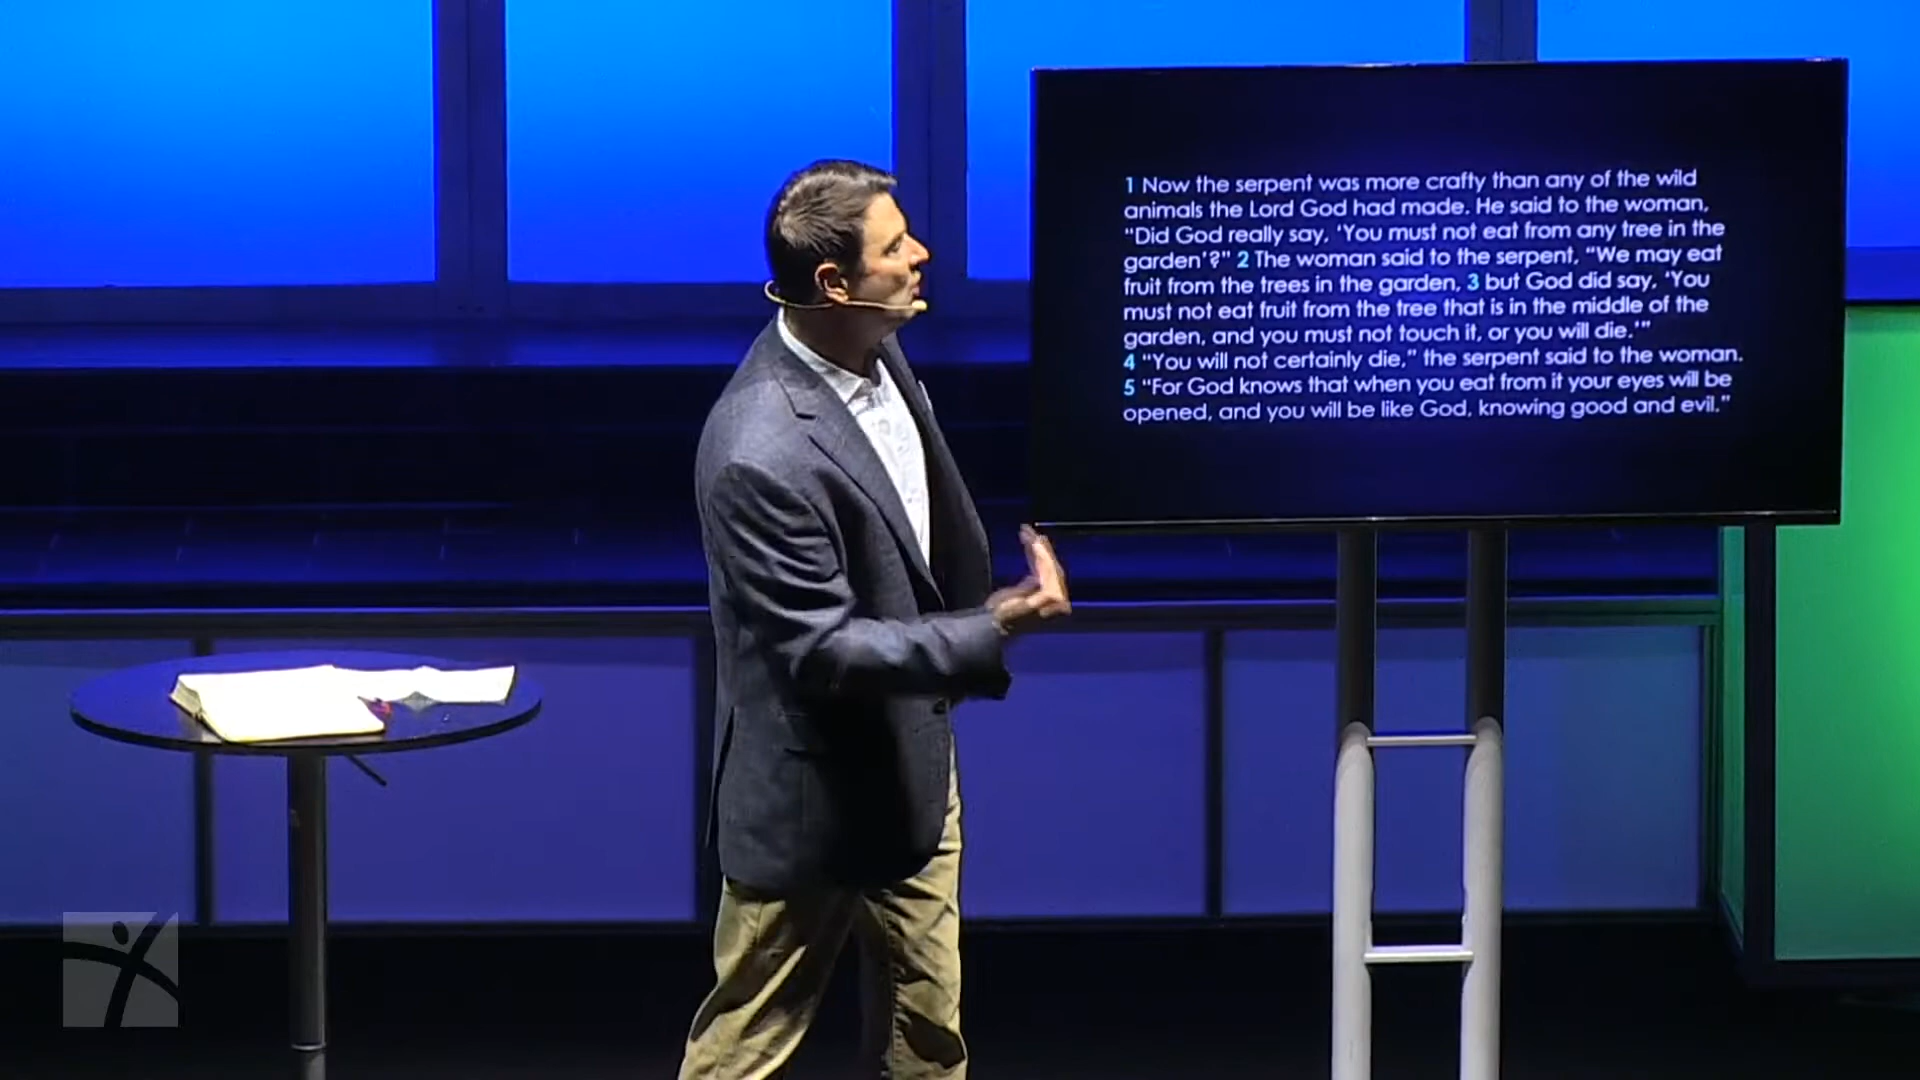 1 Now the serpent was more crafty than any of the wild
animals the Lord God had made. He said to the woman,
“Did God really say, ‘You must not eat from any tree in the
garden’?” 2 The woman said to the serpent, “We may eat
fruit from the trees in the garden, 3 but God did say, ‘You
must not eat fruit from the tree that is in the middle of the
garden, and you must not touch it, or you will die.’”
4 “You will not certainly die,” the serpent said to the woman.
5 “For God knows that when you eat from it your eyes will be
opened, and you will be like God, knowing good and evil.”